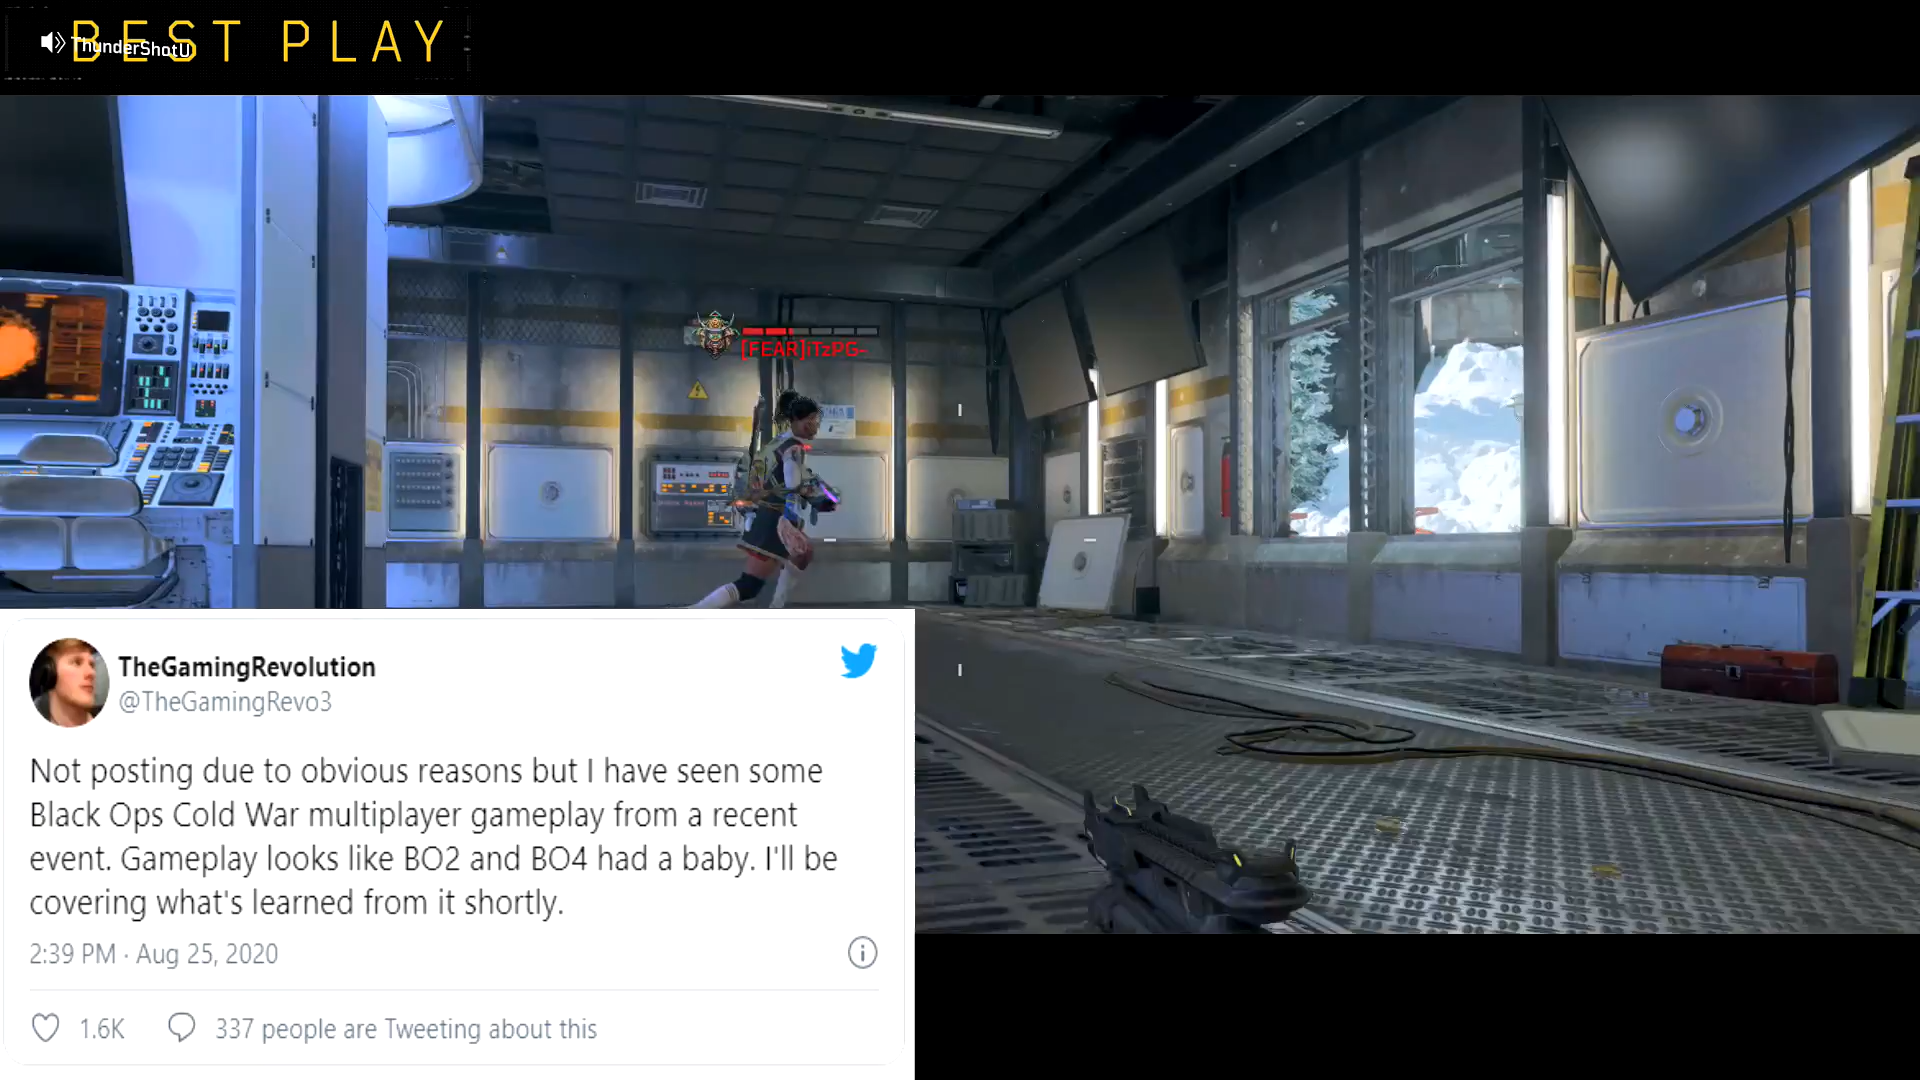 BEST PLAY
ThunderShotU
[FEAR]iTzPG-
TheGamingRevolution
@TheGamingRevo3
Not posting due to obvious reasons but I have seen some
Black Ops Cold War multiplayer gameplay from a recent
event. Gameplay looks like BO2 and BO4 had a baby. I'll be
covering what's learned from it shortly.
2:39 PM · Aug 25, 2020
1.6K
337 people are Tweeting about this